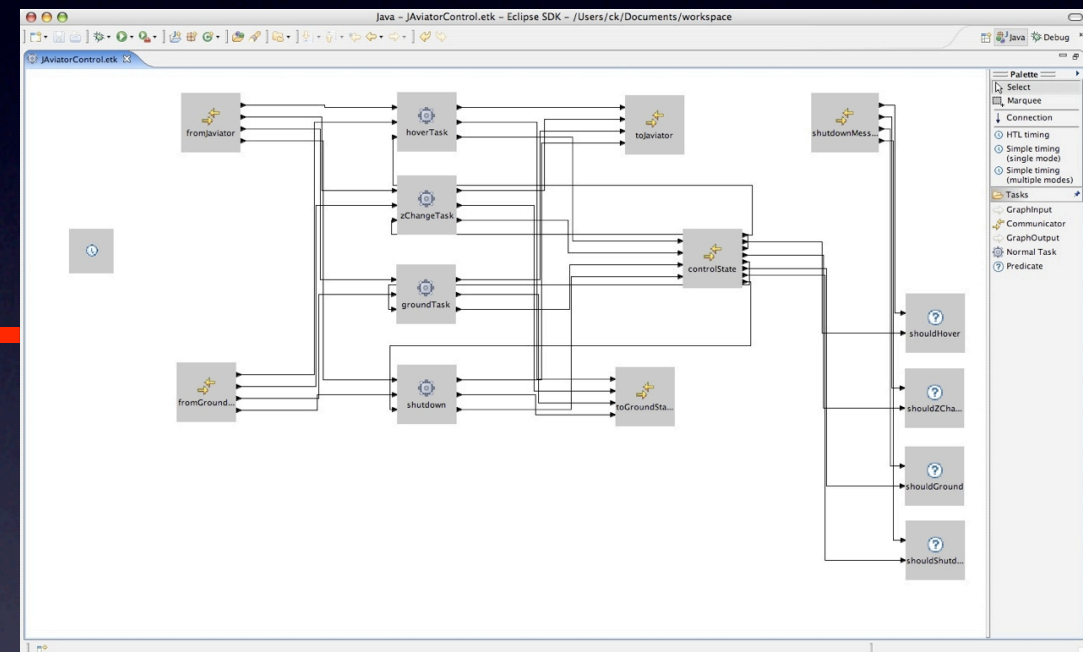 Java – JAviatorControl.etk – Eclipse SDK – /Users/ck/Documents/workspace
Java
Debug
JAviatorControl.etk
Palette
Select
Marquee
Connection
HTL timing
Simple timing
(single mode)
Simple timing
(multiple modes)
Tasks
GraphInput
Communicator
GraphOutput
Normal Task
Predicate
fromJaviator
hoverTask
toJaviator
shutdownMess...
zChangeTask
controlState
groundTask
shouldHover
fromGround...
shutdown
toGroundSta...
shouldZCha...
shouldGround
shouldShutd...